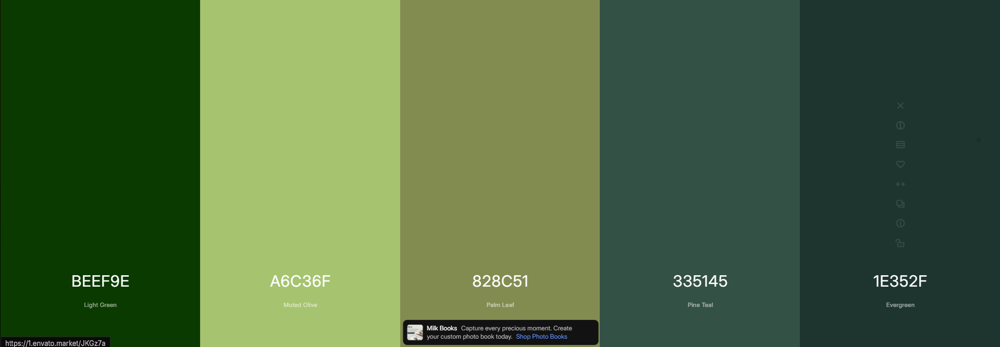 BEEF9E
Light Green
A6C36F
Muted Olive
828C51
Palm Leaf
335145
Pine Teal
1E352F
Evergreen
Milk Books Capture every precious moment. Create
your custom photo book today. Shop Photo Books
https://1.envato.market/JKGz7a